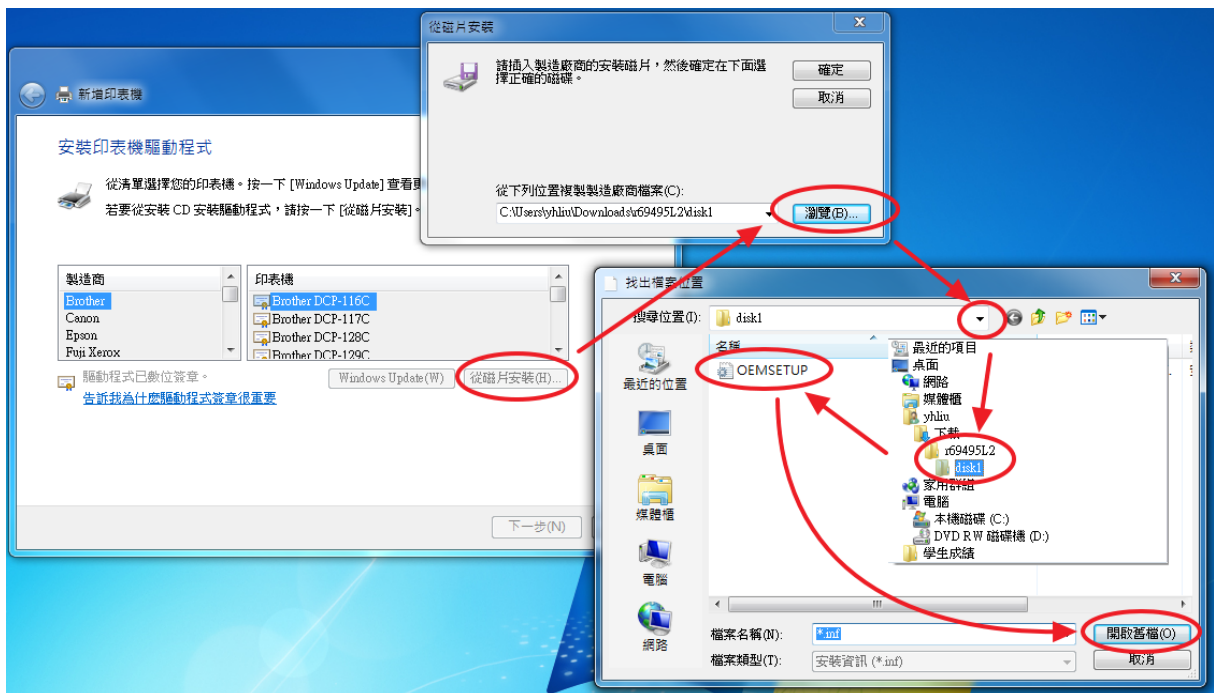 從磁片安裝
請插入製造廠商的安裝磁片，然後確定在下面選
擇正確的磁碟。
確定
取消
從下列位置複製製造廠商檔案(C):
C:\Users\yhliu\Downloads\r69495L2\disk1
瀏覽(B)...
新增印表機
安裝印表機驅動程式
從清單選擇您的印表機。按一下 [Windows Update] 查看更
若要從安裝 CD 安裝驅動程式，請按一下 [從磁片安裝]。
製造商
Brother
Canon
Epson
Fuji Xerox
印表機
Brother DCP-116C
Brother DCP-117C
Brother DCP-128C
Brother DCP-129C
驅動程式已數位簽章。
告訴我為什麼驅動程式簽章很重要
Windows Update(W)
從磁片安裝(H)...
下一步(N)
找出檔案位置
搜尋位置(I):
disk1
名稱
OEMSETUP
最近的位置
桌面
媒體櫃
電腦
網路
最近的項目
桌面
網路
媒體櫃
yhliu
下載
r69495L2
disk1
家用群組
電腦
本機磁碟 (C:)
DVD RW 磁碟機 (D:)
學生成績
檔案名稱(N):
*.inf
開啟舊檔(O)
檔案類型(T):
安裝資訊 (*.inf)
取消